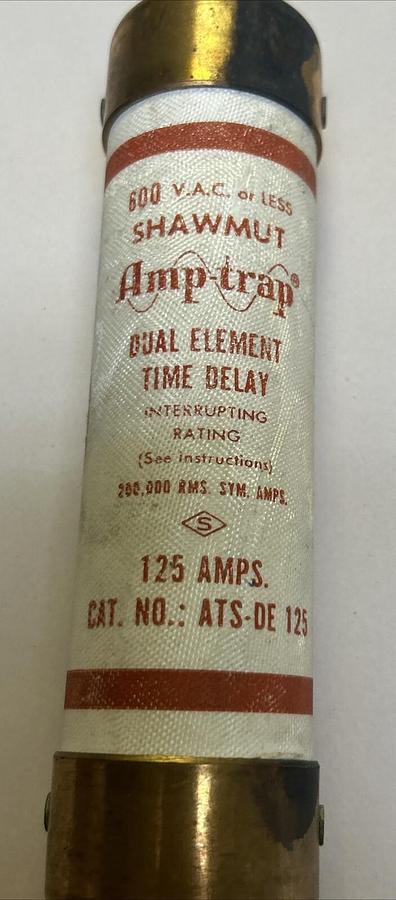 600 V.A.C. or LESS
SHAWMUT
Amp-trap®
DUAL ELEMENT
TIME DELAY
INTERRUPTING
RATING
(See Instructions)
200,000 RMS. SYM. AMPS.
S
125 AMPS.
CAT. NO.: ATS-DE 125